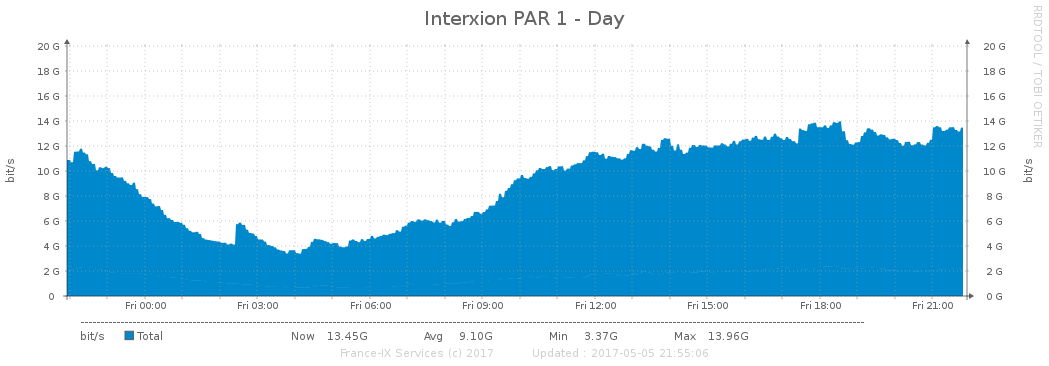 Interxion PAR 1 - Day
RRDTOOL / TOBI OETIKER
bit/s
bit/s
20 G 20 G
18 G 18 G
16 G 16 G
14 G 14 G
12 G 12 G
10 G 10 G
8 G 8 G
6 G 6 G
4 G 4 G
2 G 2 G
0 0 G
Fri 00:00 Fri 03:00 Fri 06:00 Fri 09:00 Fri 12:00 Fri 15:00 Fri 18:00 Fri 21:00
bit/s Total Now 13.45G Avg 9.10G Min 3.37G Max 13.96G
France-IX Services (c) 2017 Updated : 2017-05-05 21:55:06